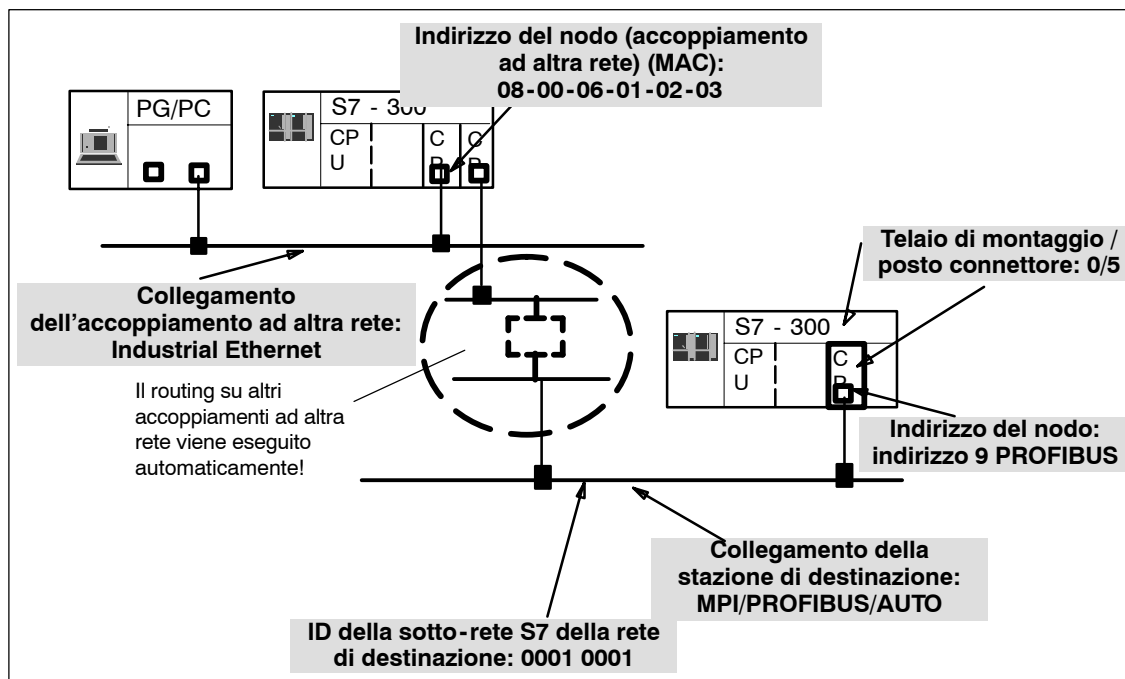 Indirizzo del nodo (accoppiamento
ad altra rete) (MAC):
08-00-06-01-02-03
PG/PC
S7 - 300
CP
U
C
P
C
P
Telaio di montaggio /
posto connettore: 0/5
Collegamento
dell'accoppiamento ad altra rete:
Industrial Ethernet
Il routing su altri
accoppiamenti ad altra
rete viene eseguito
automaticamente!
S7 - 300
CP
U
C
P
Indirizzo del nodo:
indirizzo 9 PROFIBUS
Collegamento della
stazione di destinazione:
MPI/PROFIBUS/AUTO
ID della sotto-rete S7 della rete
di destinazione: 0001 0001